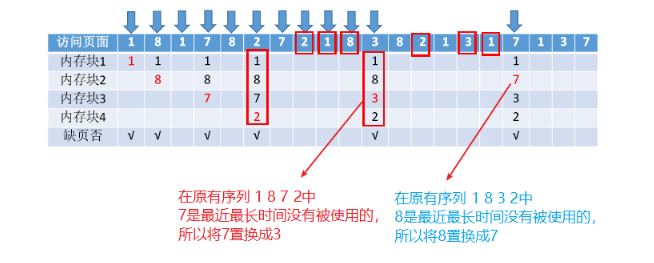 访问页面 1 8 1 7 8 2 7 2 1 8 3 8 2 1 3 1 7 1 3 7
内存块1 1 1 1 1 1 1
内存块2 8 8 8 8 7
内存块3 7 7 3 3
内存块4 2 2 2
缺页否 √ √ √ √ √ √
在原有序列 1 8 7 2中
7是最近最长时间没有被使用的,
所以将7置换成3
在原有序列 1 8 3 2中
8是最近最长时间没有被使用的,
所以将8置换成7